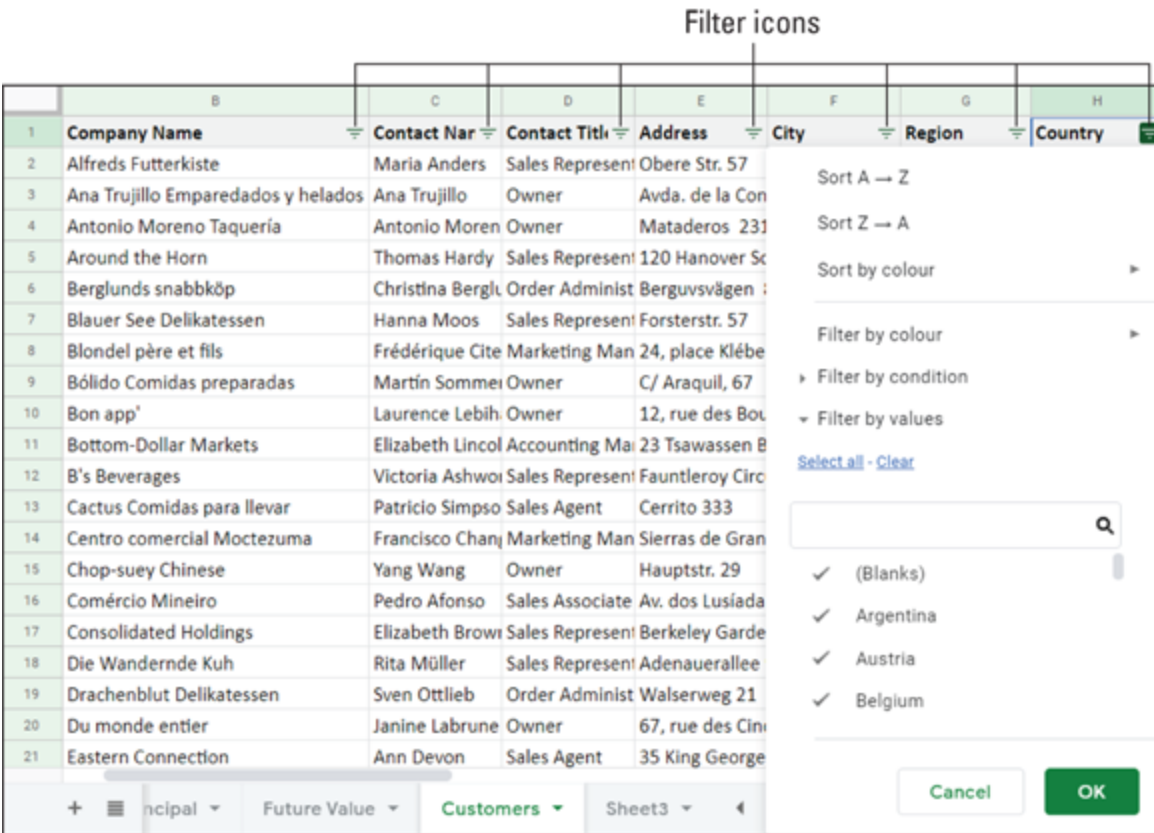 Filter icons
B C D E F G H
1 Company Name Contact Nar Contact Title Address City Region Country
2 Alfreds Futterkiste Maria Anders Sales Represent Obere Str. 57
3 Ana Trujillo Emparedados y helados Ana Trujillo Owner Avda. de la Con
4 Antonio Moreno Taquería Antonio Moren Owner Mataderos 231
5 Around the Horn Thomas Hardy Sales Represent 120 Hanover Sc
6 Berglunds snabbköp Christina Berglu Order Administ Berguvsvägen
7 Blauer See Delikatessen Hanna Moos Sales Represent Forsterstr. 57
8 Blondel père et fils Frédérique Cite Marketing Man 24, place Klébe
9 Bólido Comidas preparadas Martín Sommer Owner C/ Araquil, 67
10 Bon app' Laurence Lebih Owner 12, rue des Bou
11 Bottom-Dollar Markets Elizabeth Lincol Accounting Ma 23 Tsawassen B
12 B's Beverages Victoria Ashwor Sales Represent Fauntleroy Circ
13 Cactus Comidas para llevar Patricio Simpso Sales Agent Cerrito 333
14 Centro comercial Moctezuma Francisco Chang Marketing Man Sierras de Gran
15 Chop-suey Chinese Yang Wang Owner Hauptstr. 29
16 Comércio Mineiro Pedro Afonso Sales Associate Av. dos Lusíada
17 Consolidated Holdings Elizabeth Brown Sales Represent Berkeley Garde
18 Die Wandernde Kuh Rita Müller Sales Represent Adenauerallee
19 Drachenblut Delikatessen Sven Ottlieb Order Administ Walserweg 21
20 Du monde entier Janine Labrune Owner 67, rue des Cin
21 Eastern Connection Ann Devon Sales Agent 35 King George
Sort A → Z
Sort Z → A
Sort by colour
Filter by colour
Filter by condition
Filter by values
Select all - Clear
(Blanks)
Argentina
Austria
Belgium
Cancel OK
+ ncipal Future Value Customers Sheet3